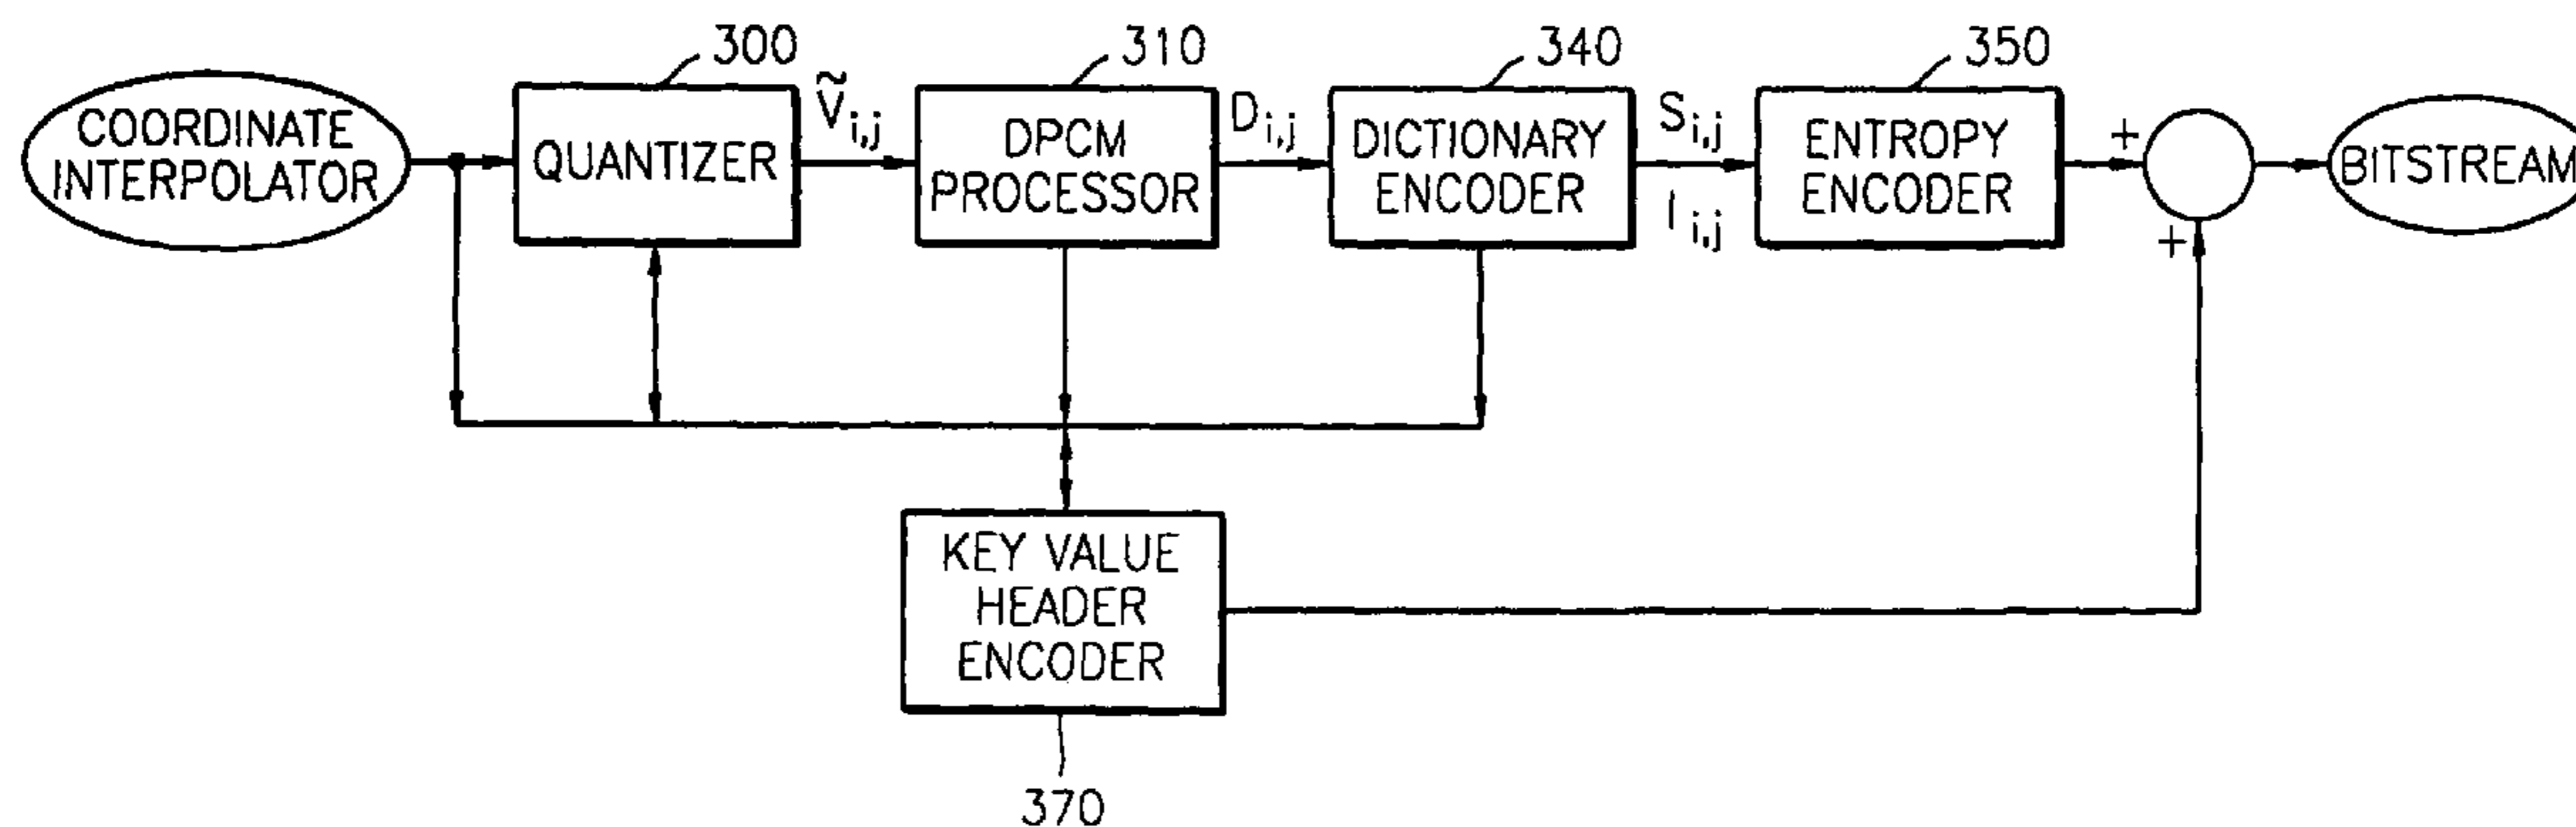 300
310
340
350
COORDINATE
INTERPOLATOR
QUANTIZER
Ṽi,j
DPCM
PROCESSOR
Di,j
DICTIONARY
ENCODER
Si,j
Ii,j
ENTROPY
ENCODER
+
+
BITSTREAM
KEY VALUE
HEADER
ENCODER
370